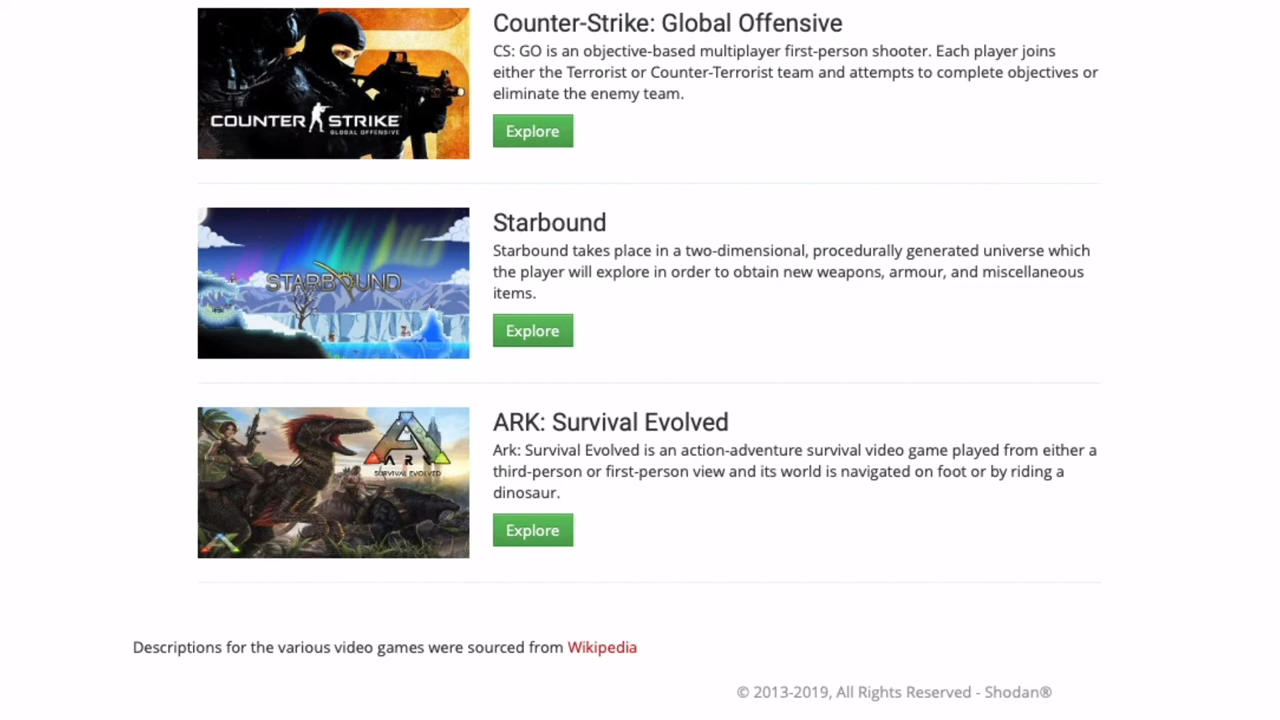 Counter-Strike: Global Offensive
CS: GO is an objective-based multiplayer first-person shooter. Each player joins
either the Terrorist or Counter-Terrorist team and attempts to complete objectives or
eliminate the enemy team.
Explore
COUNTER STRIKE
GLOBAL OFFENSIVE
Starbound
Starbound takes place in a two-dimensional, procedurally generated universe which
the player will explore in order to obtain new weapons, armour, and miscellaneous
items.
Explore
STARBOUND
ARK: Survival Evolved
Ark: Survival Evolved is an action-adventure survival video game played from either a
third-person or first-person view and its world is navigated on foot or by riding a
dinosaur.
Explore
ARK
SURVIVAL EVOLVED
Descriptions for the various video games were sourced from Wikipedia
© 2013-2019, All Rights Reserved - Shodan®